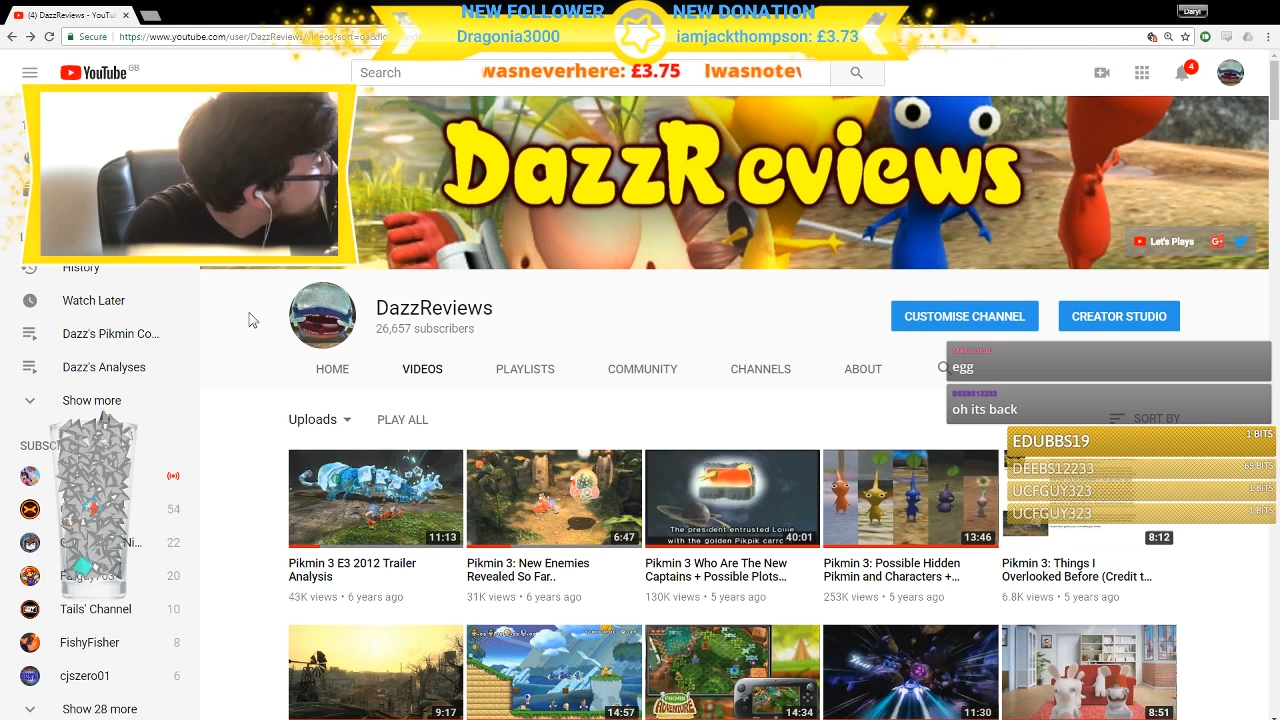 (4) DazzReviews - YouTu
NEW FOLLOWER
NEW DONATION
Daryl
Secure
https://www.youtube.com/user/DazzReviews/videos?sort=
Dragonia3000
iamjackthompson: £3.73
YouTube GB
Search
wasneverhere: £3.75
4
DazzReviews
Let's Plays
History
Watch Later
Dazz's Pikmin Co...
Dazz's Analyses
Show more
DazzReviews
26,657 subscribers
CUSTOMISE CHANNEL
CREATOR STUDIO
HOME
VIDEOS
PLAYLISTS
COMMUNITY
CHANNELS
ABOUT
egg
DEEBS12233
oh its back
Uploads
PLAY ALL
SORT BY
EDUBBS19 1 BITS
DEEBS12233 65 BITS
UCFGUY323 1 BITS
UCFGUY323 1 BITS
SUBSC
54
22
20
Tails' Channel 10
FishyFisher 8
cjszero01 6
Show 28 more
11:13
6:47
The president entrusted Louie
with the golden Pikpik carrot
40:01
13:46
8:12
Pikmin 3 E3 2012 Trailer
Analysis
43K views • 6 years ago
Pikmin 3: New Enemies
Revealed So Far..
31K views • 6 years ago
Pikmin 3 Who Are The New
Captains + Possible Plots...
130K views • 5 years ago
Pikmin 3: Possible Hidden
Pikmin and Characters +...
253K views • 5 years ago
Pikmin 3: Things I
Overlooked Before (Credit t...
6.8K views • 5 years ago
9:17
14:57
PIKMIN
ADVENTURE
14:34
11:30
8:51